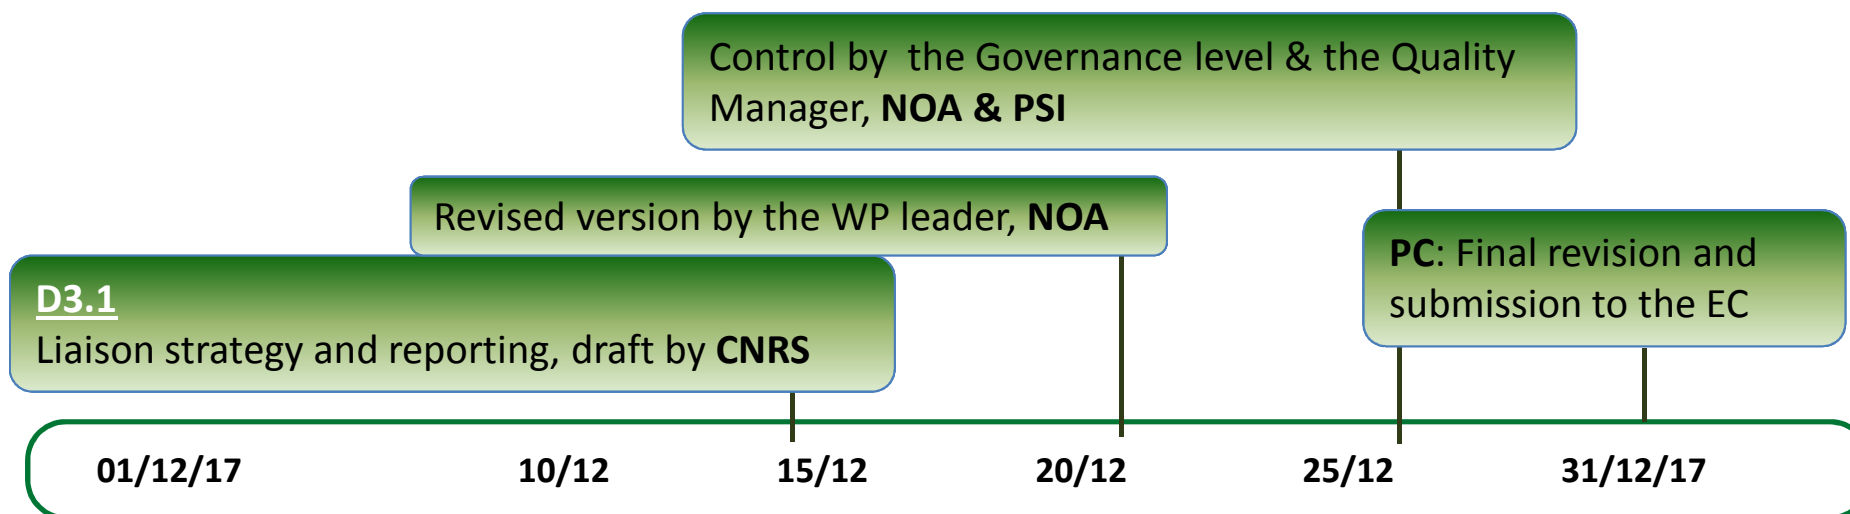 Control by the Governance level & the Quality
Manager, NOA & PSI
Revised version by the WP leader, NOA
PC: Final revision and
submission to the EC
D3.1
Liaison strategy and reporting, draft by CNRS
01/12/17 10/12 15/12 20/12 25/12 31/12/17